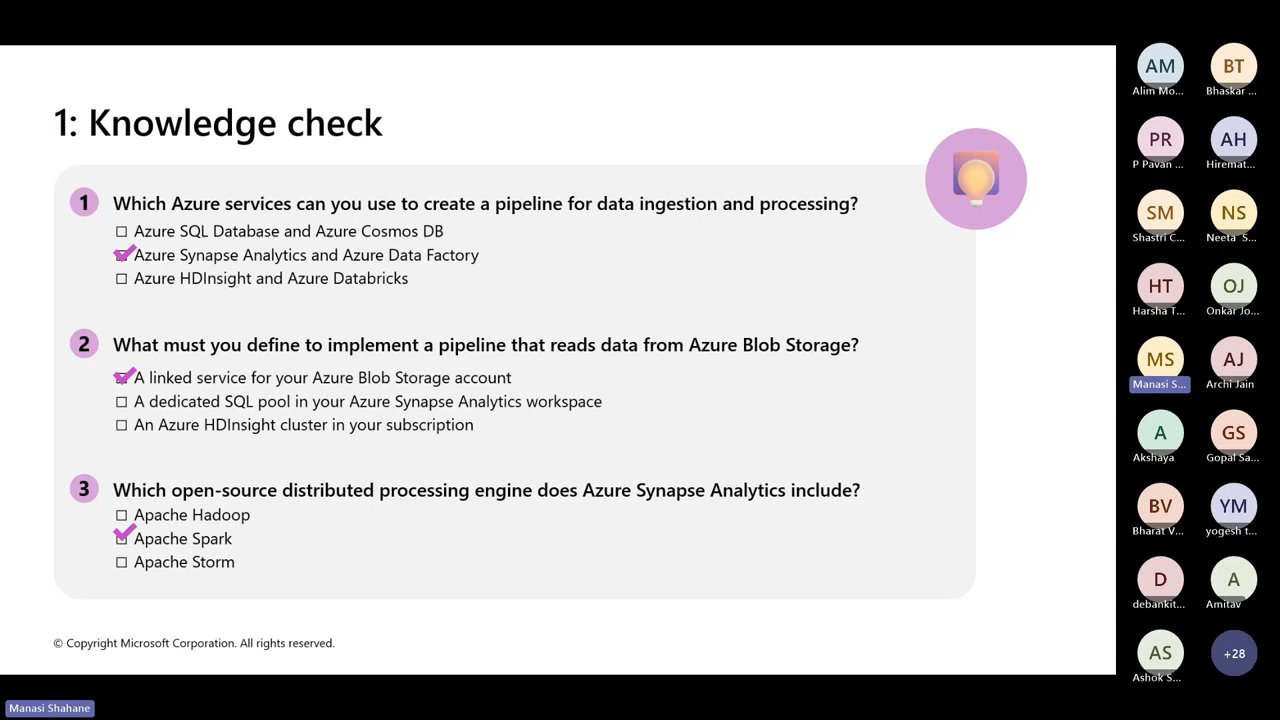 1: Knowledge check
1 Which Azure services can you use to create a pipeline for data ingestion and processing?
Azure SQL Database and Azure Cosmos DB
Azure Synapse Analytics and Azure Data Factory
Azure HDInsight and Azure Databricks
2 What must you define to implement a pipeline that reads data from Azure Blob Storage?
A linked service for your Azure Blob Storage account
A dedicated SQL pool in your Azure Synapse Analytics workspace
An Azure HDInsight cluster in your subscription
3 Which open-source distributed processing engine does Azure Synapse Analytics include?
Apache Hadoop
Apache Spark
Apache Storm
© Copyright Microsoft Corporation. All rights reserved.
Manasi Shahane
AM BT
Alim Mo... Bhaskar ...
PR AH
P Pavan ... Hiremat...
SM NS
Shastri C... Neeta S...
HT OJ
Harsha T... Onkar Jo...
MS AJ
Manasi S... Archi Jain
A GS
Akshaya Gopal Sa...
BV YM
Bharat V... yogesh t...
D A
debankit... Amitav
AS +28
Ashok S...